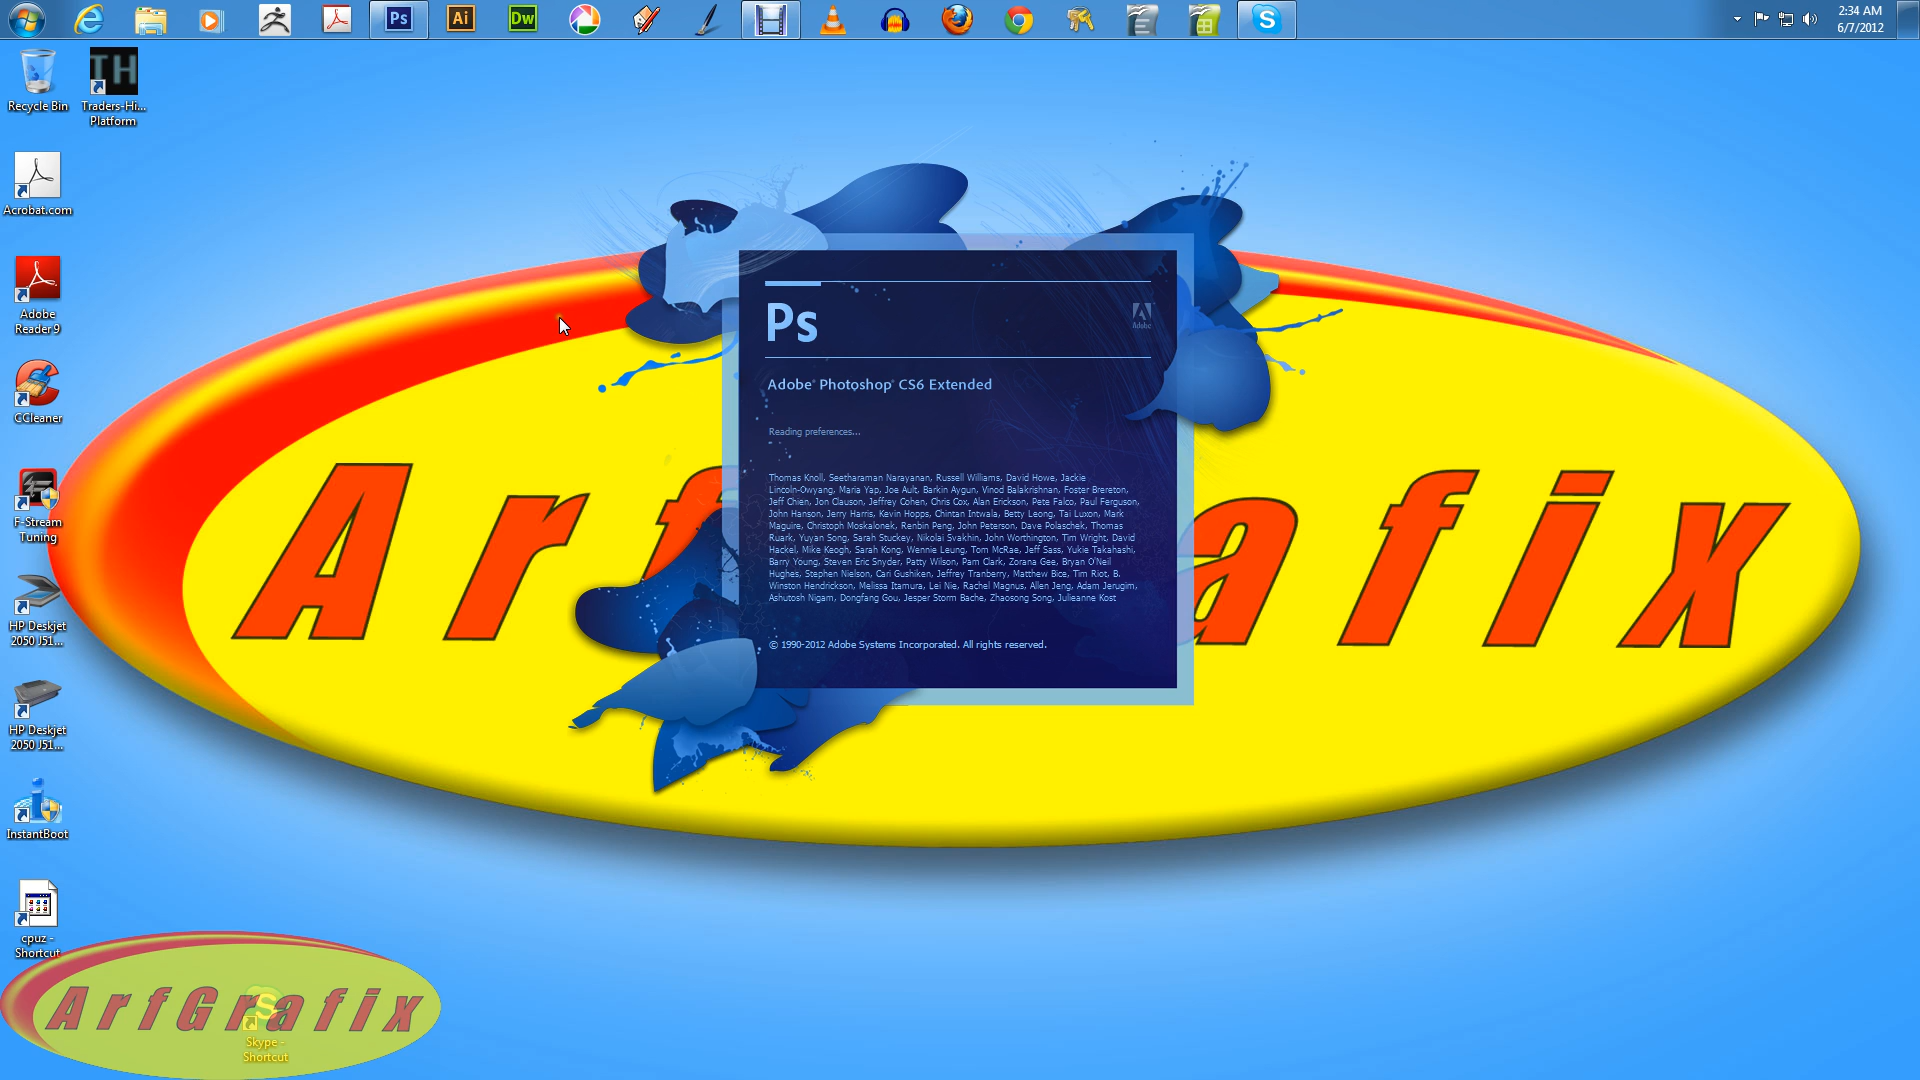 Ps
Ai
Dw
S
2:34 AM
6/7/2012
Recycle Bin
TH
Traders-Hi...
Platform
Acrobat.com
Adobe
Reader 9
CCleaner
F-Stream
Tuning
HP Deskjet
2050 J51...
HP Deskjet
2050 J51...
InstantBoot
cpuz -
Shortcut
Skype -
Shortcut
ArfGrafix
Arf
afix
Ps
Adobe
Adobe® Photoshop® CS6 Extended
Reading preferences...
Thomas Knoll, Seetharaman Narayanan, Russell Williams, David Howe, Jackie
Lincoln-Owyang, Maria Yap, Joe Ault, Barkin Aygun, Vinod Balakrishnan, Foster Brereton,
Jeff Chien, Jon Clauson, Jeffrey Cohen, Chris Cox, Alan Erickson, Pete Falco, Paul Ferguson,
John Hanson, Jerry Harris, Kevin Hopps, Chintan Intwala, Betty Leong, Tai Luxon, Mark
Maguire, Christoph Moskalonek, Renbin Peng, John Peterson, Dave Polaschek, Thomas
Ruark, Yuyan Song, Sarah Stuckey, Nikolai Svakhin, John Worthington, Tim Wright, David
Hackel, Mike Keogh, Sarah Kong, Wennie Leung, Tom McRae, Jeff Sass, Yukie Takahashi,
Barry Young, Steven Eric Snyder, Patty Wilson, Pam Clark, Zorana Gee, Bryan O'Neil
Hughes, Stephen Nielson, Cari Gushiken, Jeffrey Tranberry, Matthew Bice, Tim Riot, B.
Winston Hendrickson, Melissa Itamura, Lei Nie, Rachel Magnus, Allen Jeng, Adam Jerugim,
Ashutosh Nigam, Dongfang Gou, Jesper Storm Bache, Zhaosong Song, Julieanne Kost
© 1990-2012 Adobe Systems Incorporated. All rights reserved.